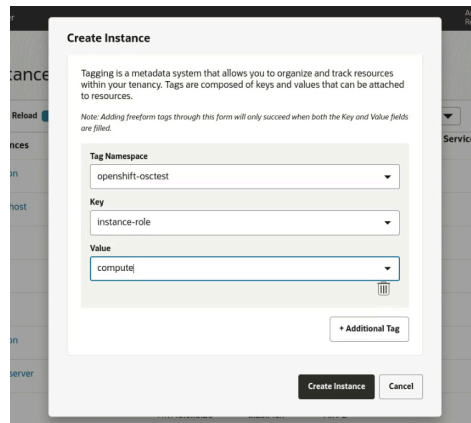 Create Instance
Tagging is a metadata system that allows you to organize and track resources
within your tenancy. Tags are composed of keys and values that can be attached
to resources.
Note: Adding freeform tags through this form will only succeed when both the Key and Value fields
are filled.
Tag Namespace
openshift-osctest
Key
instance-role
Value
compute
+ Additional Tag
Create Instance
Cancel
Reload
Servic
nces
host
server